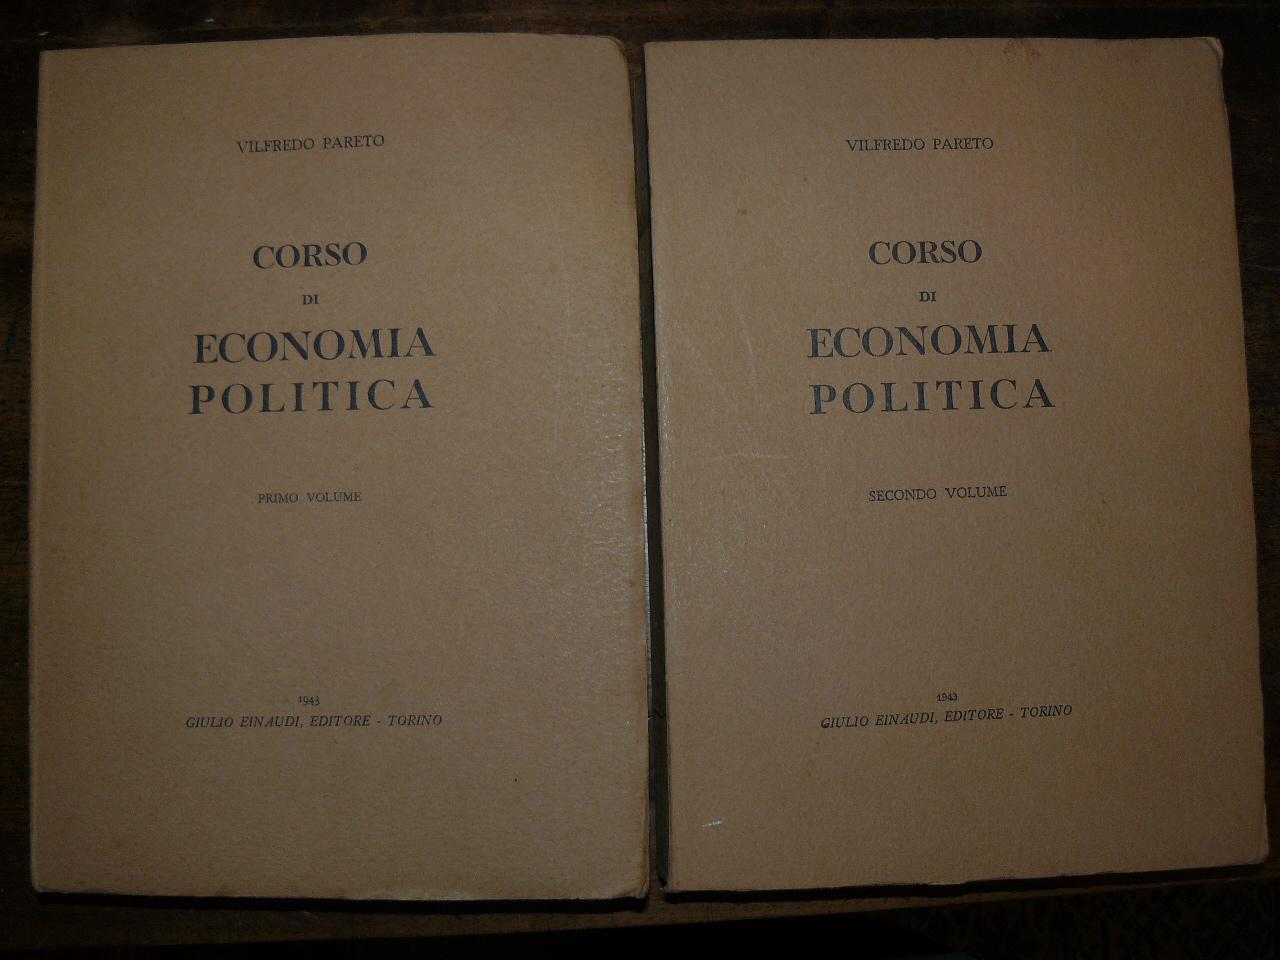 VILFREDO PARETO
CORSO
DI
ECONOMIA
POLITICA
PRIMO VOLUME
1943
GIULIO EINAUDI, EDITORE - TORINO
VILFREDO PARETO
CORSO
DI
ECONOMIA
POLITICA
SECONDO VOLUME
1943
GIULIO EINAUDI, EDITORE - TORINO